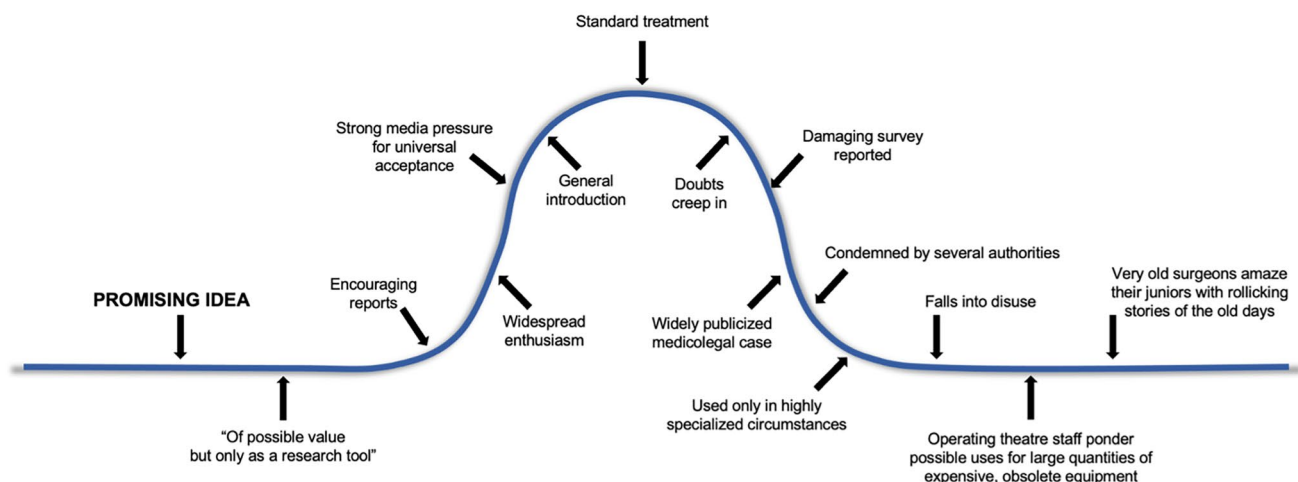 Standard treatment
Strong media pressure
for universal
acceptance
General
introduction
Doubts
creep in
Damaging survey
reported
Encouraging
reports
Widespread
enthusiasm
PROMISING IDEA
"Of possible value
but only as a research tool"
Widely publicized
medicolegal case
Condemned by several authorities
Used only in highly
specialized circumstances
Falls into disuse
Very old surgeons amaze
their juniors with rollicking
stories of the old days
Operating theatre staff ponder
possible uses for large quantities of
expensive, obsolete equipment